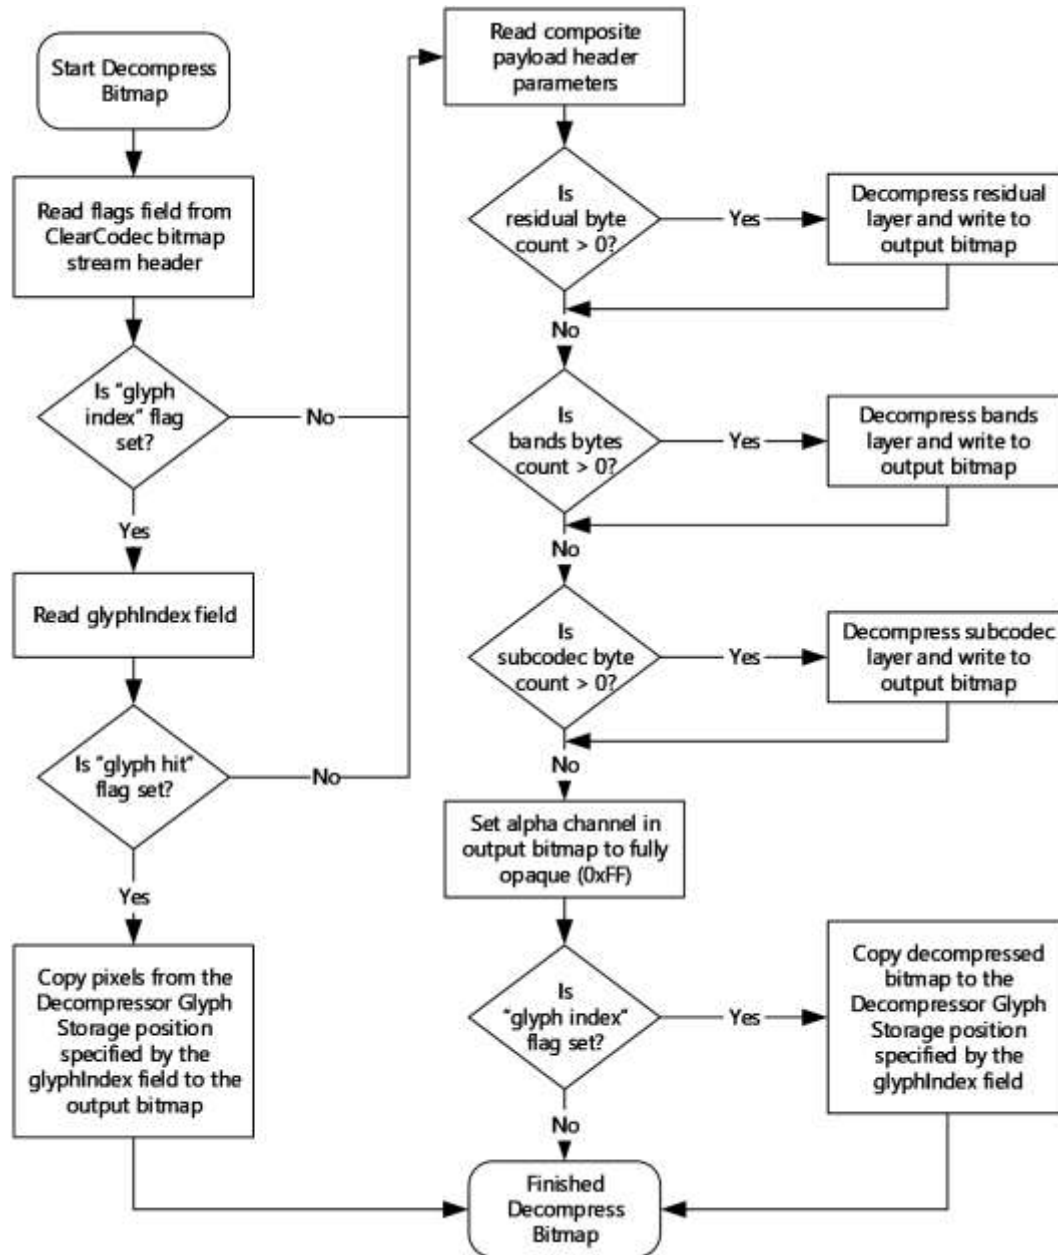 Start Decompress
Bitmap
Read flags field from
ClearCodec bitmap
stream header
Is "glyph
index" flag
set?
No
Yes
Read glyphIndex field
Is "glyph hit"
flag set?
No
Yes
Copy pixels from the
Decompressor Glyph
Storage position
specified by the
glyphIndex field to the
output bitmap
Read composite
payload header
parameters
Is
residual byte
count > 0?
Yes
Decompress residual
layer and write to
output bitmap
No
Is
bands bytes
count > 0?
Yes
Decompress bands
layer and write to
output bitmap
No
Is
subcodec byte
count > 0?
Yes
Decompress subcodec
layer and write to
output bitmap
No
Set alpha channel in
output bitmap to fully
opaque (0xFF)
Is
"glyph index"
flag set?
Yes
Copy decompressed
bitmap to the
Decompressor Glyph
Storage position
specified by the
glyphIndex field
No
Finished
Decompress
Bitmap